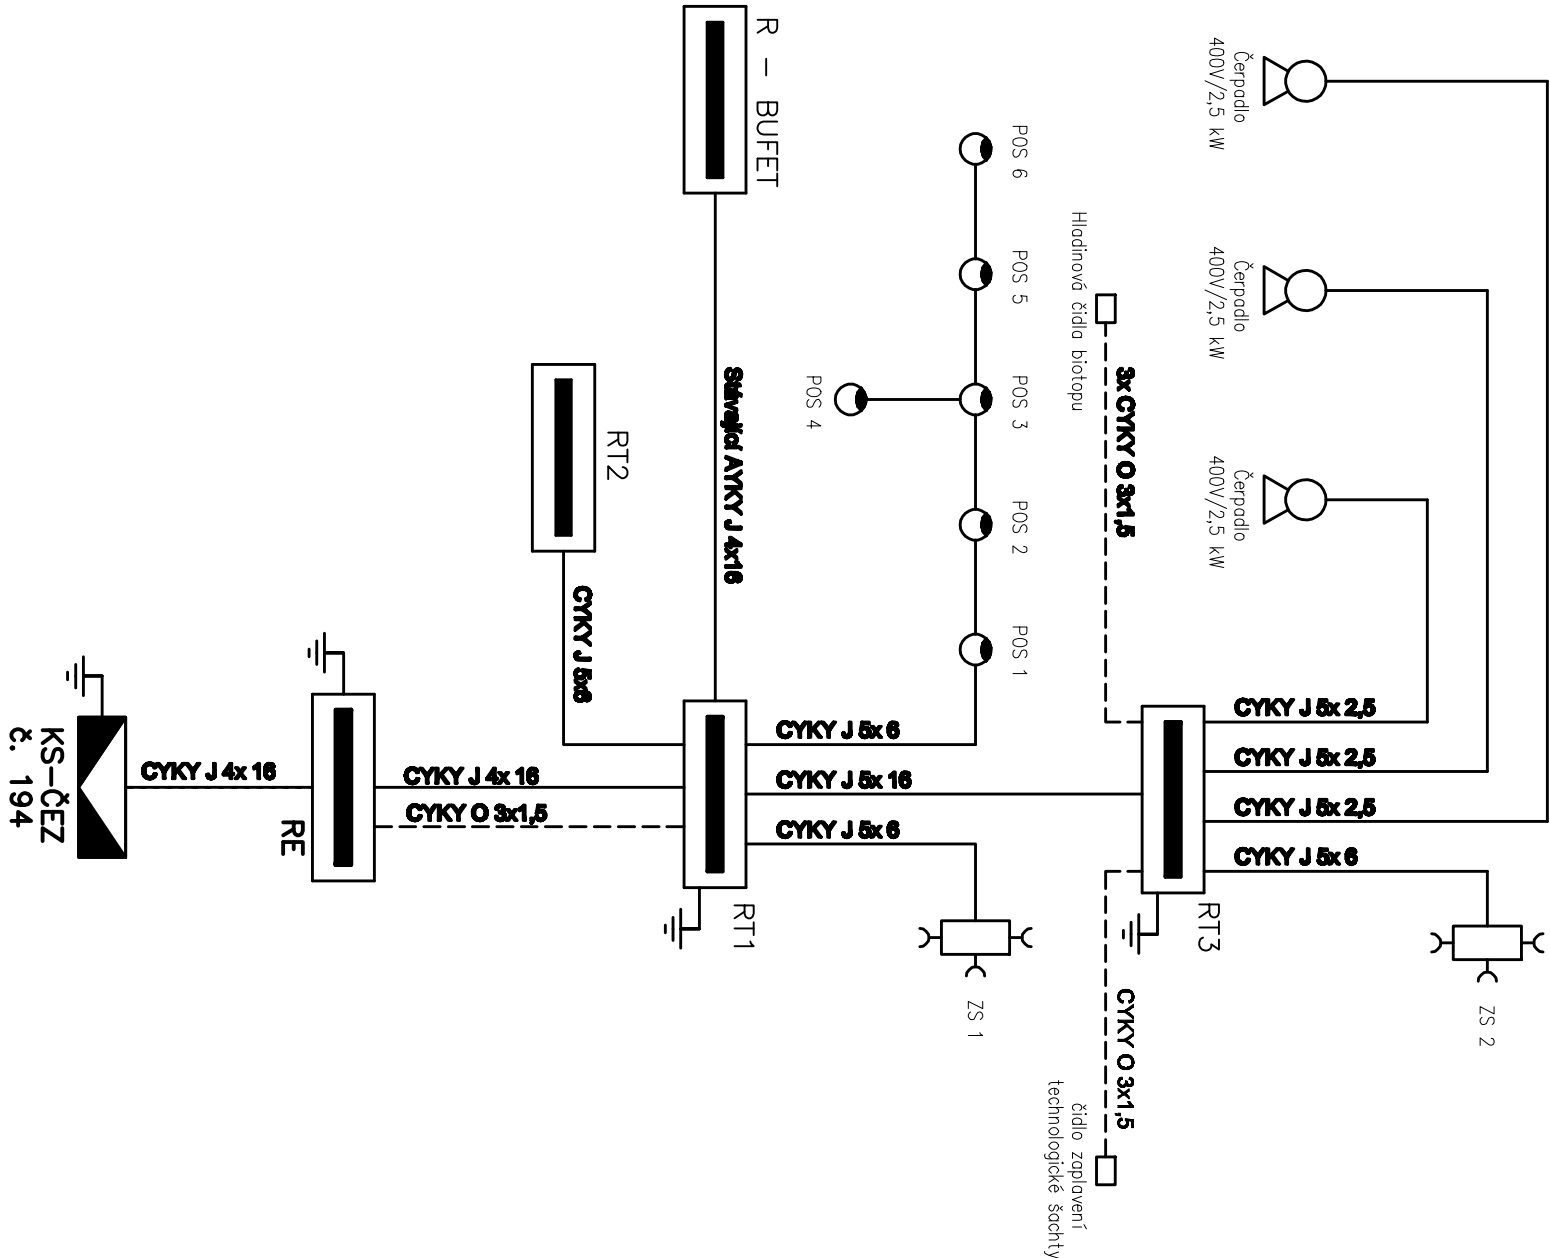 Čerpadlo
400V/2,5 kW
Čerpadlo
400V/2,5 kW
Čerpadlo
400V/2,5 kW
R - BUFET
POS 6
POS 5
POS 3
POS 4
POS 2
POS 1
Hladinová čidla biotopu
3x CYKY O 3x1,5
Stávající AYKY J 4x16
RT2
CYKY J 5x6
CYKY J 5x 2,5
CYKY J 5x 2,5
CYKY J 5x 2,5
CYKY J 5x 6
CYKY J 5x 6
CYKY J 5x 16
CYKY J 5x 6
CYKY J 4x 16
CYKY O 3x1,5
CYKY J 4x 16
KS-ČEZ
č. 194
RE
RT1
RT3
ZS 1
ZS 2
CYKY O 3x1,5
čidlo zaplavení
technologické šachty